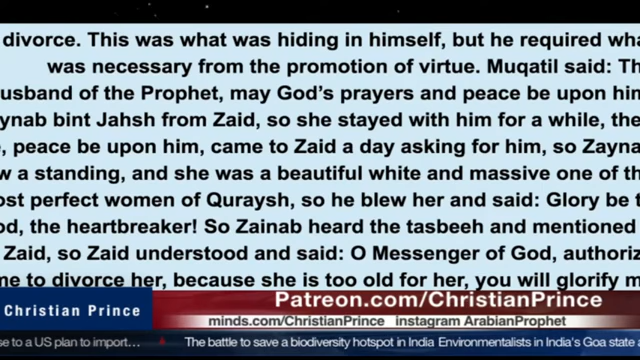 divorce. This was what was hiding in himself, but he required wha
was necessary from the promotion of virtue. Muqatil said: Th
usband of the Prophet, may God's prayers and peace be upon him
ynab bint Jahsh from Zaid, so she stayed with him for a while, the
, peace be upon him, came to Zaid a day asking for him, so Zayna
w a standing, and she was a beautiful white and massive one of th
ost perfect women of Quraysh, so he blew her and said: Glory be t
od, the heartbreaker! So Zainab heard the tasbeeh and mentioned
Zaid, so Zaid understood and said: O Messenger of God, authoriz
me to divorce her, because she is too old for her, you will glorify m
Christian Prince
Patreon.com/ChristianPrince
minds.com/ChristianPrince instagram ArabianProphet
se to a US plan to import... The battle to save a biodiversity hotspot in India Environmentalists in India's Goa state